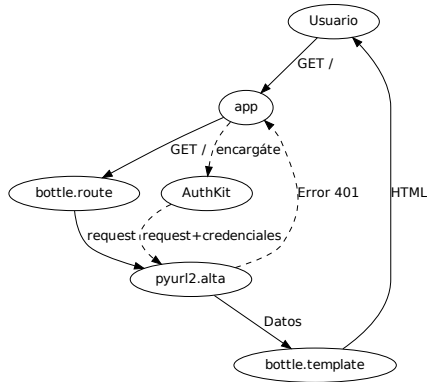 Usuario
GET /
app
GET /
encargáte
bottle.route
AuthKit
Error 401
HTML
request
request+credenciales
pyurl2.alta
Datos
bottle.template